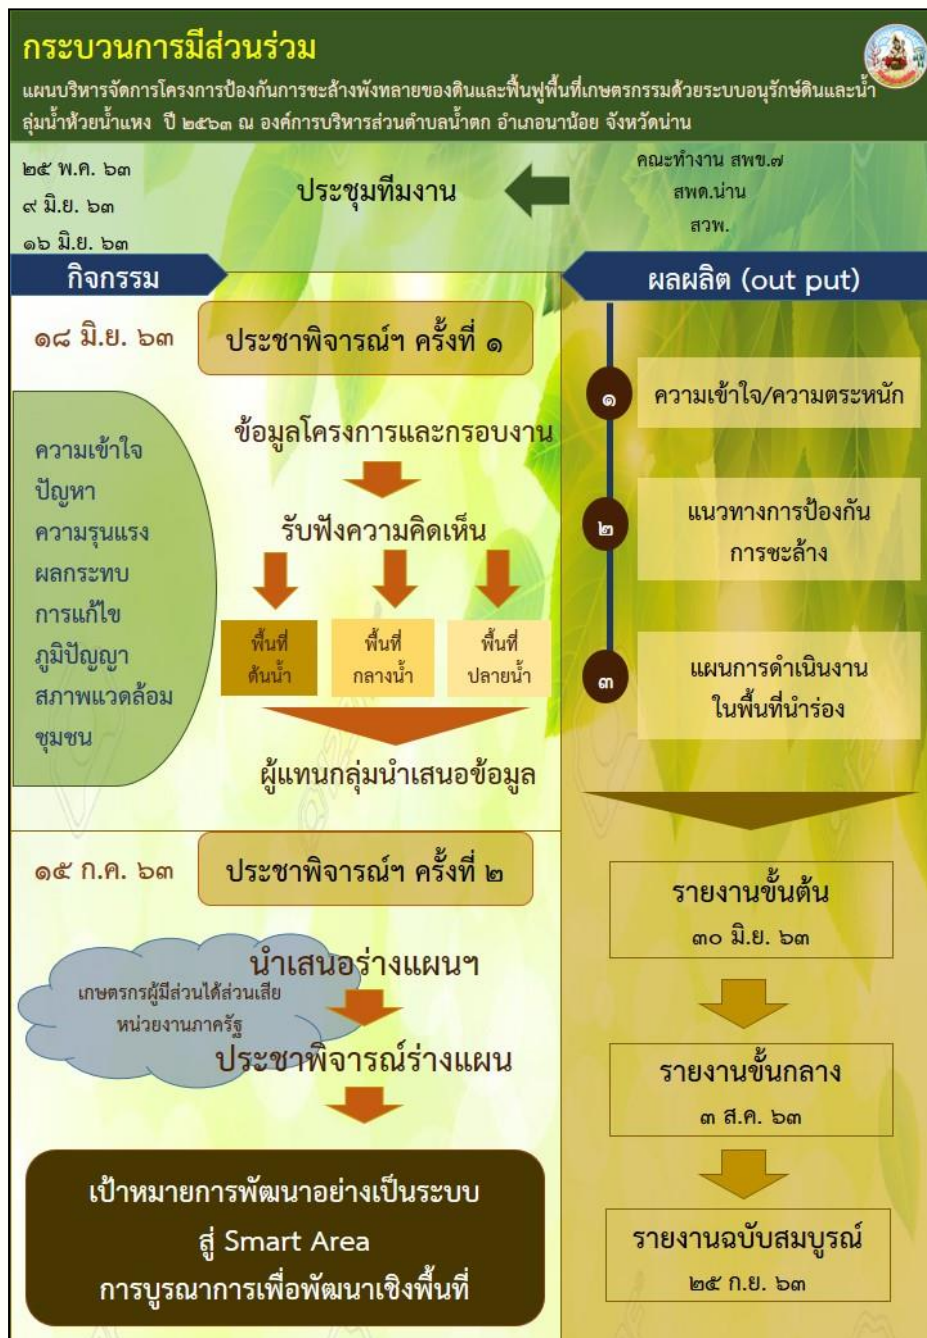 กระบวนการมีส่วนร่วม
แผนบริหารจัดการโครงการป้องกันการชะล้างพังทลายของดินและฟื้นฟูพื้นที่เกษตรกรรมด้วยระบบอนุรักษ์ดินและน้ำ
ลุ่มน้ำห้วยน้ำแหง ปี ๒๕๖๓ ณ องค์การบริหารส่วนตำบลน้ำตก อำเภอนาน้อย จังหวัดน่าน
๒๕ พ.ค. ๖๓
๙ มิ.ย. ๖๓
๑๖ มิ.ย. ๖๓
ประชุมทีมงาน
คณะทำงาน สพข.๗
สพด.น่าน
สวพ.
กิจกรรม
๑๘ มิ.ย. ๖๓
ประชาพิจารณ์ฯ ครั้งที่ ๑
ความเข้าใจ
ปัญหา
ความรุนแรง
ผลกระทบ
การแก้ไข
ภูมิปัญญา
สภาพแวดล้อม
ชุมชน
ข้อมูลโครงการและกรอบงาน
รับฟังความคิดเห็น
พื้นที่
ต้นน้ำ
พื้นที่
กลางน้ำ
พื้นที่
ปลายน้ำ
ผู้แทนกลุ่มนำเสนอข้อมูล
๑๕ ก.ค. ๖๓
ประชาพิจารณ์ฯ ครั้งที่ ๒
นำเสนอร่างแผนฯ
เกษตรกรผู้มีส่วนได้ส่วนเสีย
หน่วยงานภาครัฐ
ประชาพิจารณ์ร่างแผน
เป้าหมายการพัฒนาอย่างเป็นระบบ
สู่ Smart Area
การบูรณาการเพื่อพัฒนาเชิงพื้นที่
ผลผลิต (out put)
๑
ความเข้าใจ/ความตระหนัก
๒
แนวทางการป้องกัน
การชะล้าง
๓
แผนการดำเนินงาน
ในพื้นที่นำร่อง
รายงานขั้นต้น
๓๐ มิ.ย. ๖๓
รายงานขั้นกลาง
๓ ส.ค. ๖๓
รายงานฉบับสมบูรณ์
๒๕ ก.ย. ๖๓